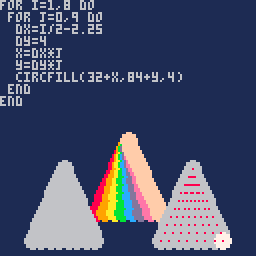 FOR I=1,8 DO
FOR J=0,9 DO
DX=I/2-2.25
DY=4
X=DX*J
Y=DY*J
CIRCFILL(32+X,84+Y,4)
END
END